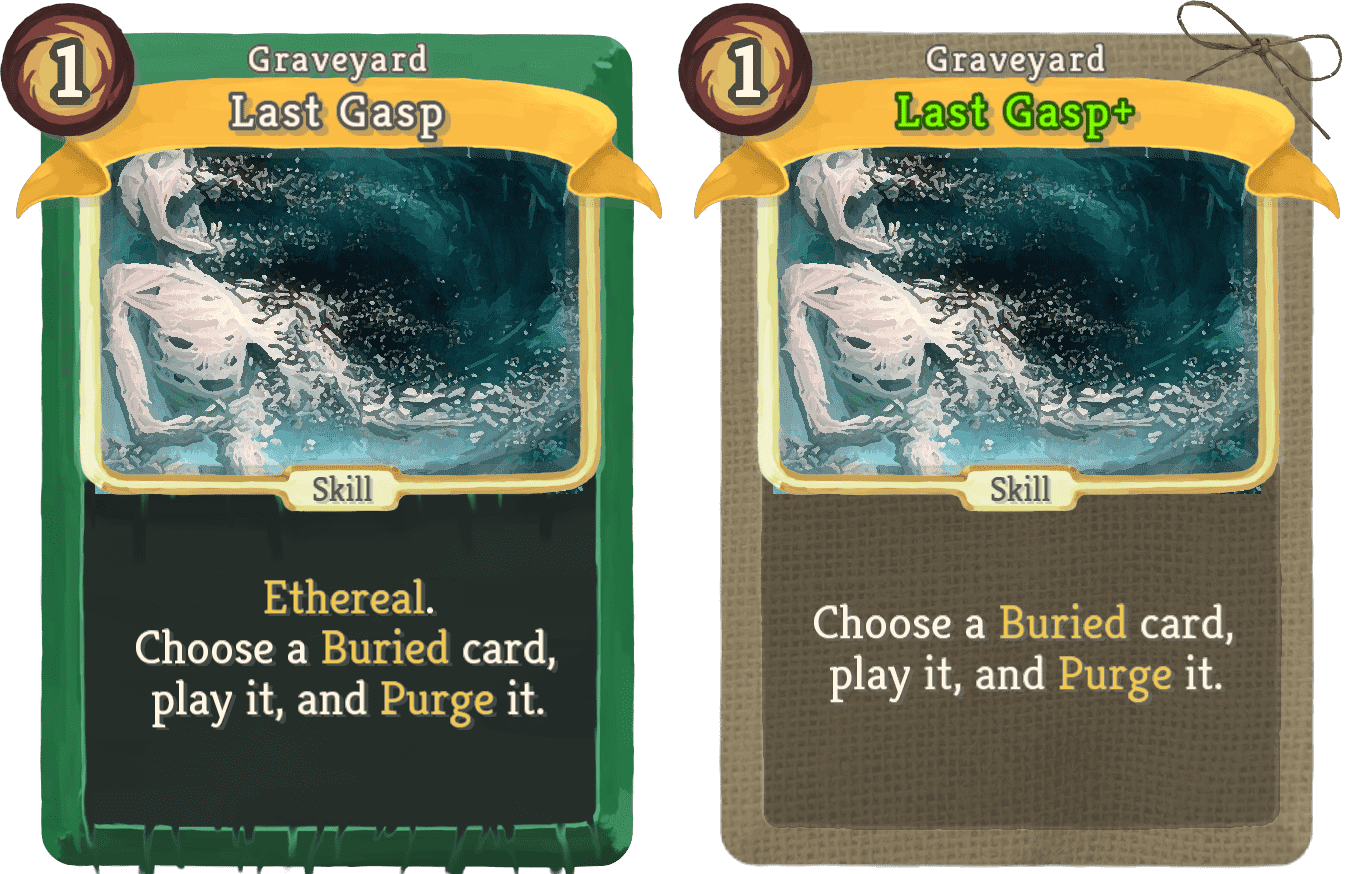 1
Graveyard
Last Gasp
Skill
Ethereal.
Choose a Buried card,
play it, and Purge it.
1
Graveyard
Last Gasp+
Skill
Choose a Buried card,
play it, and Purge it.